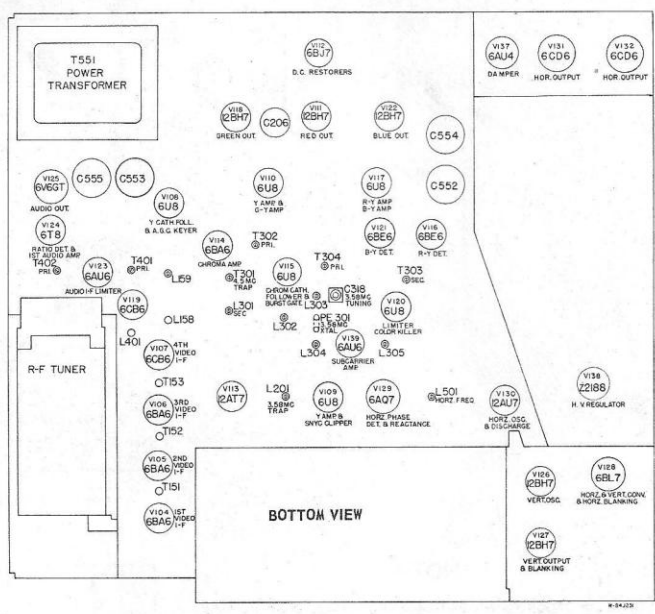 T551
POWER
TRANSFORMER
V112
6BJ7
D.C. RESTORERS
V137
6AU4
DAMPER
V131
6CD6
HOR. OUTPUT
V132
6CD6
HOR. OUTPUT
V118
12BH7
GREEN OUT.
C206
V111
12BH7
RED OUT.
V122
12BH7
BLUE OUT.
C554
V125
6V6GT
AUDIO OUT.
C555
C553
V108
6U8
Y CATH. FOLL.
& A.G.C. KEYER
V110
6U8
Y AMP. &
G-Y AMP
V117
6U8
R-Y AMP
B-Y AMP
C552
V124
6T8
RATIO DET. &
1ST AUDIO AMP.
V114
6BA6
CHROMA AMP
T302
PRI.
V121
6BE6
B-Y DET.
V116
6BE6
R-Y DET.
T402
PRI.
V123
6AU6
AUDIO I-F LIMITER
T401
PRI.
L159
T301
4.5MC
TRAP
V115
6U8
CHROM. CATH.
FOLLOWER &
BURST GATE.
T304
PRI.
T303
SEC.
V119
6CB6
L158
L301
SEC
L302
L303
C318
3.58MC
TUNING
PE 301
3.58MC
XTAL
V120
6U8
LIMITER
COLOR KILLER
L401
V107
6CB6
4TH
VIDEO
I-F
L304
V139
6AU6
SUBCARRIER
AMP.
L305
R-F TUNER
T153
V113
12AT7
L201
3.58MC
TRAP
V109
6U8
Y AMP. &
SNYC CLIPPER
V129
6AQ7
HORZ. PHASE
DET. & REACTANCE
L501
HORZ. FREQ.
V130
12AU7
HORZ. OSC.
& DISCHARGE
V138
Z2188
H. V. REGULATOR
V106
6BA6
3RD
VIDEO
I-F
T152
V105
6BA6
2ND
VIDEO
I-F
T151
V104
6BA6
1ST
VIDEO
I-F
BOTTOM VIEW
V126
12BH7
VERT. OSC.
V128
6BL7
HORZ. & VERT. CONV.
& HORZ. BLANKING
V127
12BH7
VERT. OUTPUT
& BLANKING